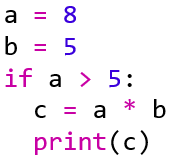 a = 8
b = 5
if a > 5:
  c = a * b
  print(c)